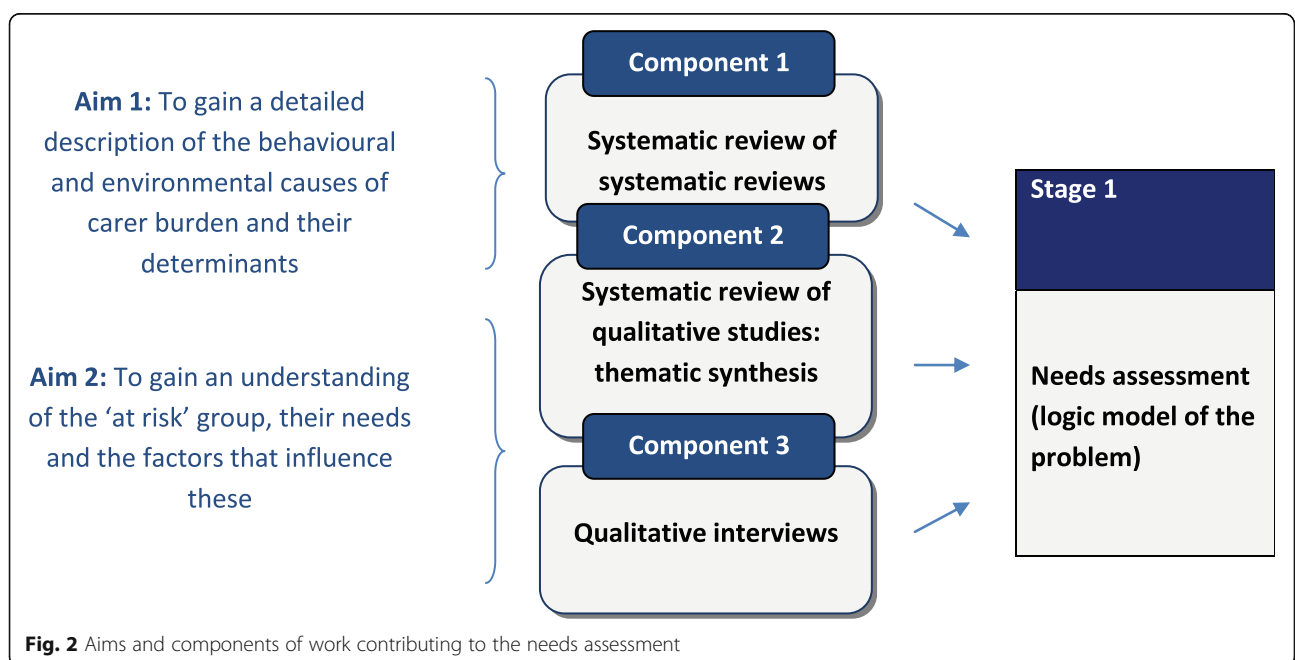 Aim 1: To gain a detailed
description of the behavioural
and environmental causes of
carer burden and their
determinants
Aim 2: To gain an understanding
of the ‘at risk’ group, their needs
and the factors that influence
these
Component 1
Systematic review of
systematic reviews
Component 2
Systematic review of
qualitative studies:
thematic synthesis
Component 3
Qualitative interviews
Stage 1
Needs assessment
(logic model of the
problem)
Fig. 2 Aims and components of work contributing to the needs assessment